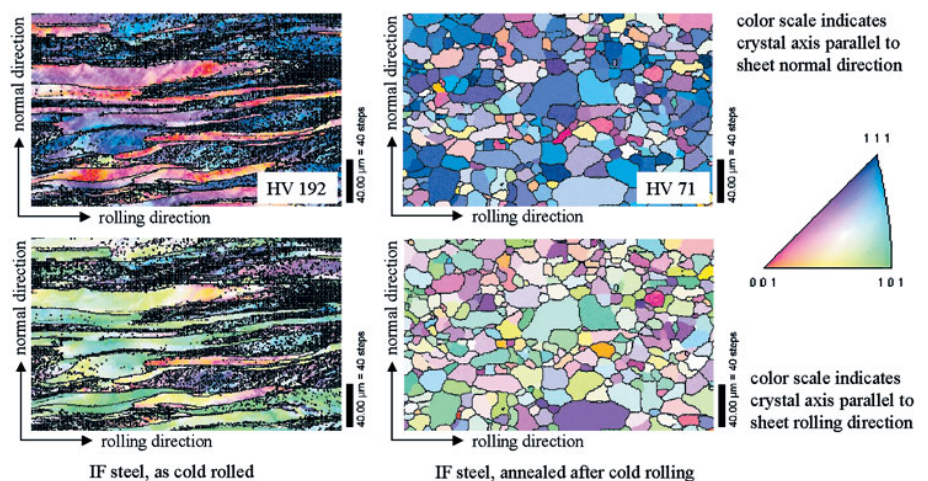 normal direction
HV 192
40.00 µm = 40 steps
rolling direction
normal direction
HV 71
40.00 µm = 40 steps
rolling direction
color scale indicates
crystal axis parallel to
sheet normal direction
1 1 1
0 0 1
1 0 1
normal direction
40.00 µm = 40 steps
rolling direction
IF steel, as cold rolled
normal direction
40.00 µm = 40 steps
rolling direction
IF steel, annealed after cold rolling
color scale indicates
crystal axis parallel to
sheet rolling direction